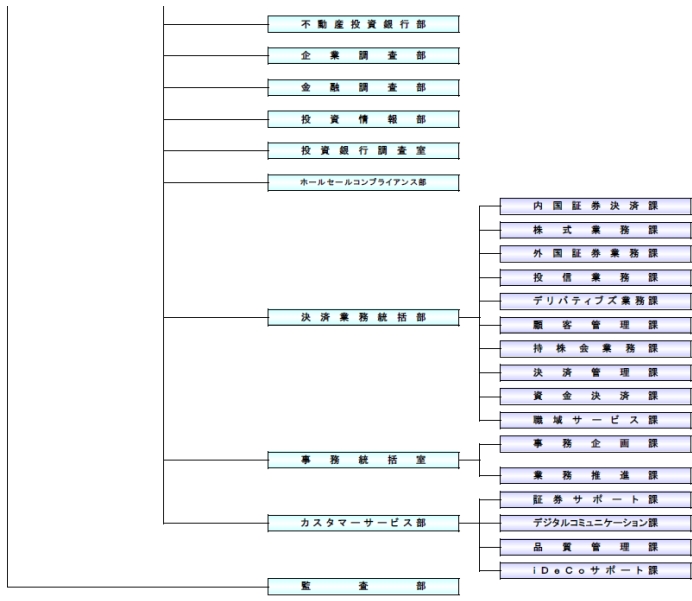 不動産投資銀行部
企業調査部
金融調査部
投資情報部
投資銀行調査室
ホールセールコンプライアンス部
決済業務統括部
内国証券決済課
株式業務課
外国証券業務課
投信業務課
デリバティブズ業務課
顧客管理課
持株会業務課
決済管理課
資金決済課
職域サービス課
事務統括室
事務企画課
業務推進課
カスタマーサービス部
証券サポート課
デジタルコミュニケーション課
品質管理課
iDeCoサポート課
監査部